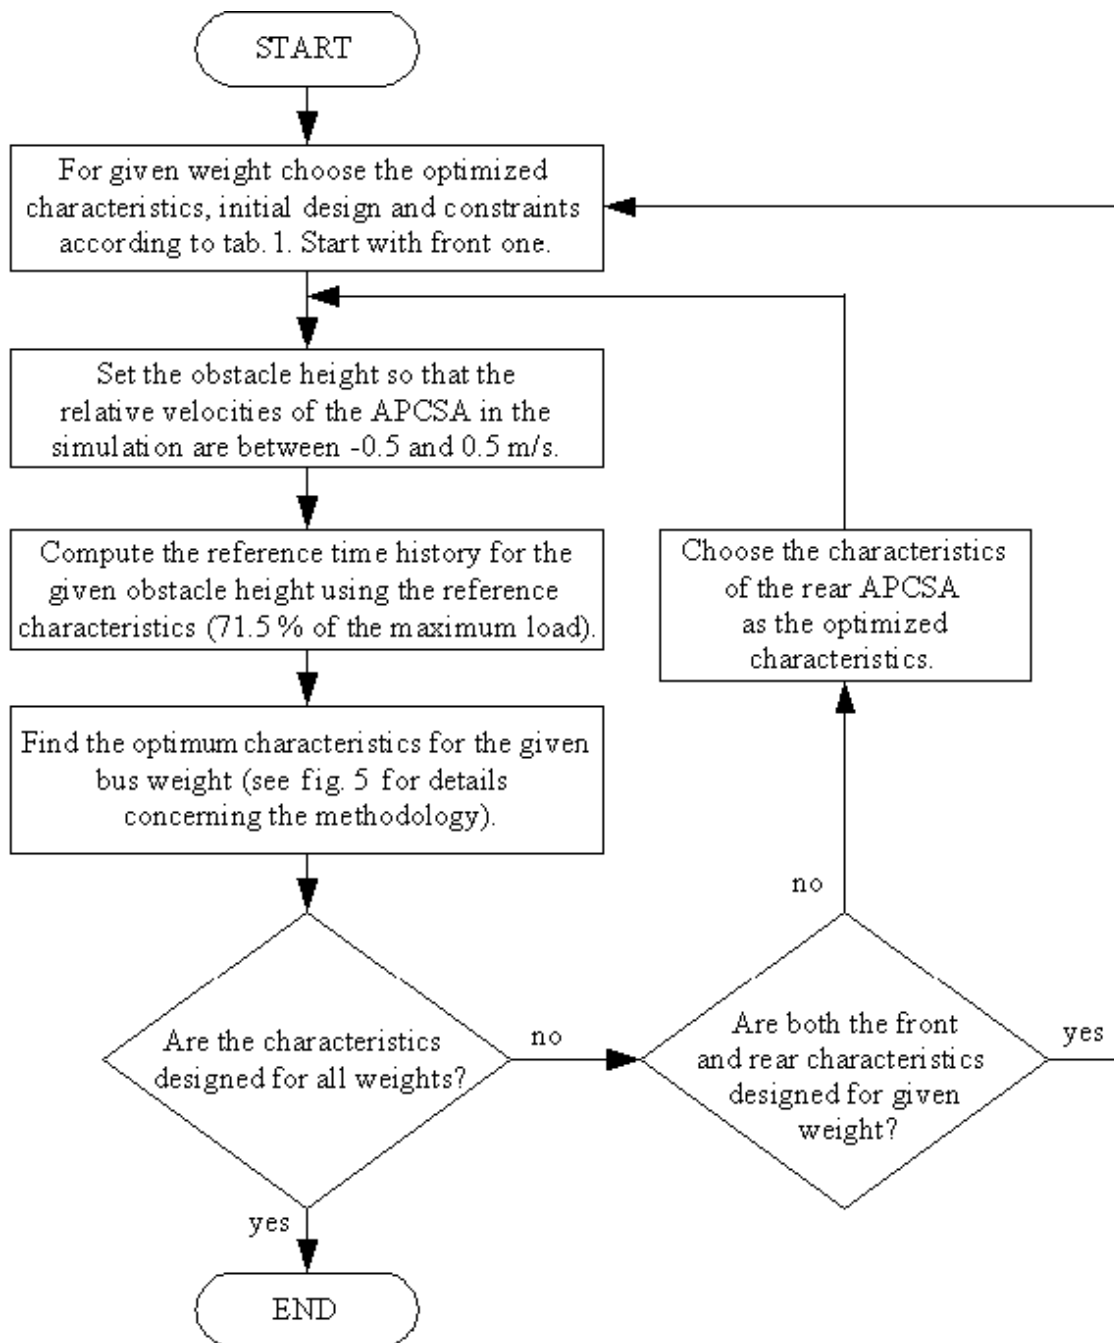 START
For given weight choose the optimized
characteristics, initial design and constraints
according to tab. 1. Start with front one.
Set the obstacle height so that the
relative velocities of the APCSA in the
simulation are between -0.5 and 0.5 m/s.
Compute the reference time history for the
given obstacle height using the reference
characteristics (71.5 % of the maximum load).
Choose the characteristics
of the rear APCSA
as the optimized
characteristics.
Find the optimum characteristics for the given
bus weight (see fig. 5 for details
concerning the methodology).
no
Are the characteristics
designed for all weights?
no
Are both the front
and rear characteristics
designed for given
weight?
yes
yes
END